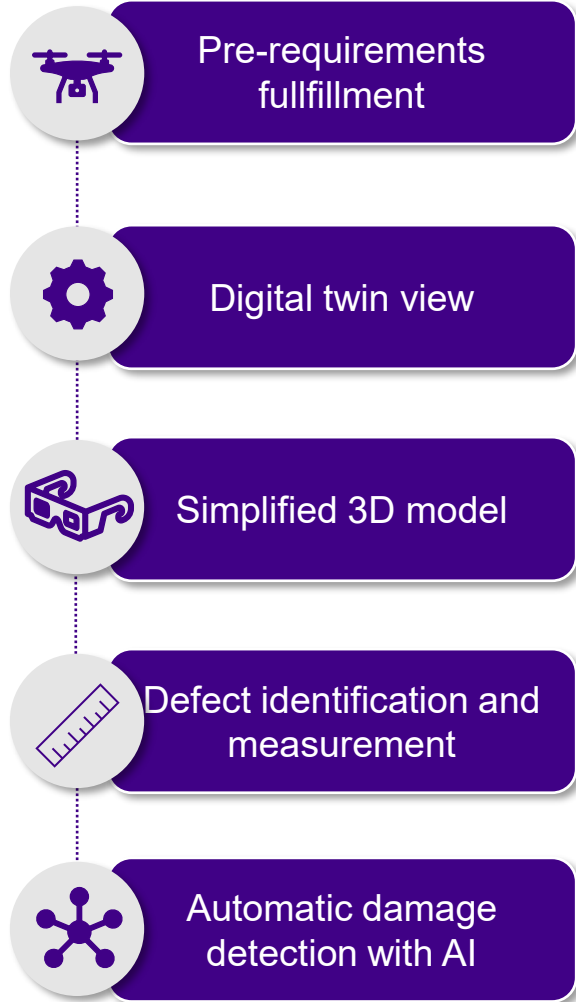 Pre-requirements
fullfillment
Digital twin view
Simplified 3D model
Defect identification and
measurement
Automatic damage
detection with AI